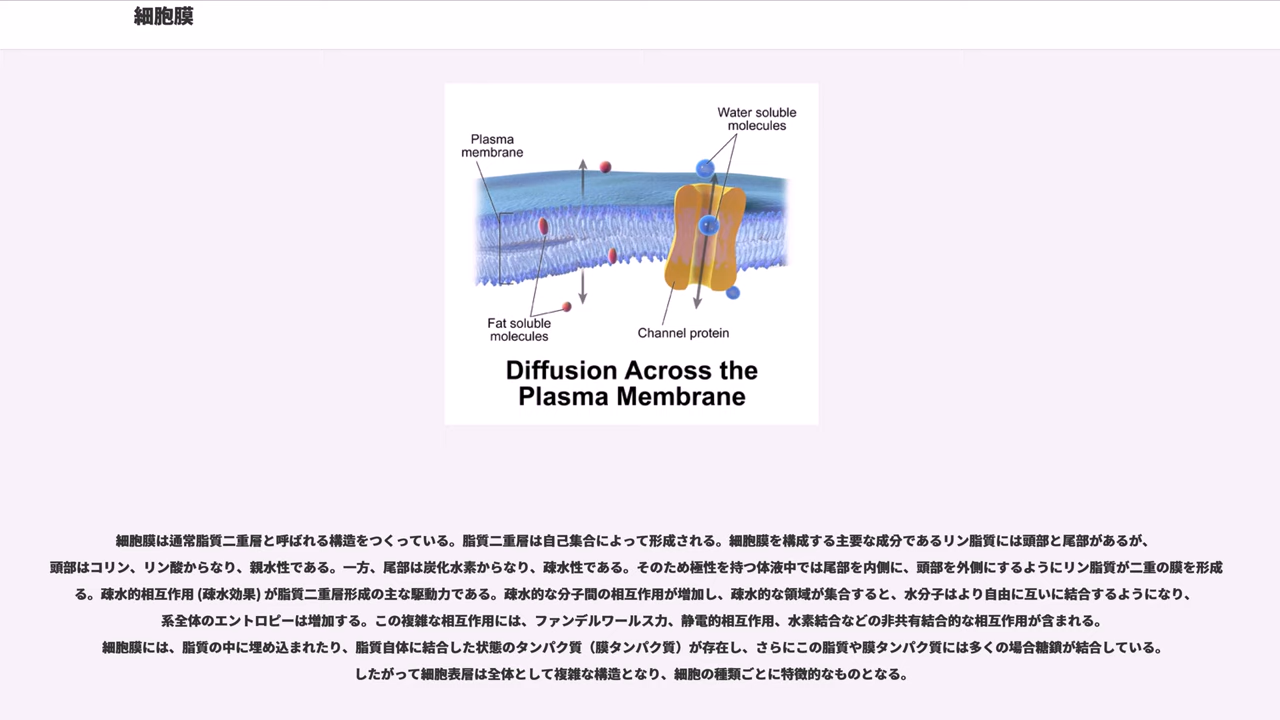 細胞膜
Water soluble
molecules
Plasma
membrane
Fat soluble
molecules
Channel protein
Diffusion Across the
Plasma Membrane
細胞膜は通常脂質二重層と呼ばれる構造をつくっている。脂質二重層は自己集合によって形成される。細胞膜を構成する主要な成分であるリン脂質には頭部と尾部があるが、
頭部はコリン、リン酸からなり、親水性である。一方、尾部は炭化水素からなり、疎水性である。そのため極性を持つ体液中では尾部を内側に、頭部を外側にするようにリン脂質が二重の膜を形成
る。疎水的相互作用 (疎水効果) が脂質二重層形成の主な駆動力である。疎水的な分子間の相互作用が増加し、疎水的な領域が集合すると、水分子はより自由に互いに結合するようになり、
系全体のエントロピーは増加する。この複雑な相互作用には、ファンデルワールス力、静電的相互作用、水素結合などの非共有結合的な相互作用が含まれる。
細胞膜には、脂質の中に埋め込まれたり、脂質自体に結合した状態のタンパク質（膜タンパク質）が存在し、さらにこの脂質や膜タンパク質には多くの場合糖鎖が結合している。
したがって細胞表層は全体として複雑な構造となり、細胞の種類ごとに特徴的なものとなる。